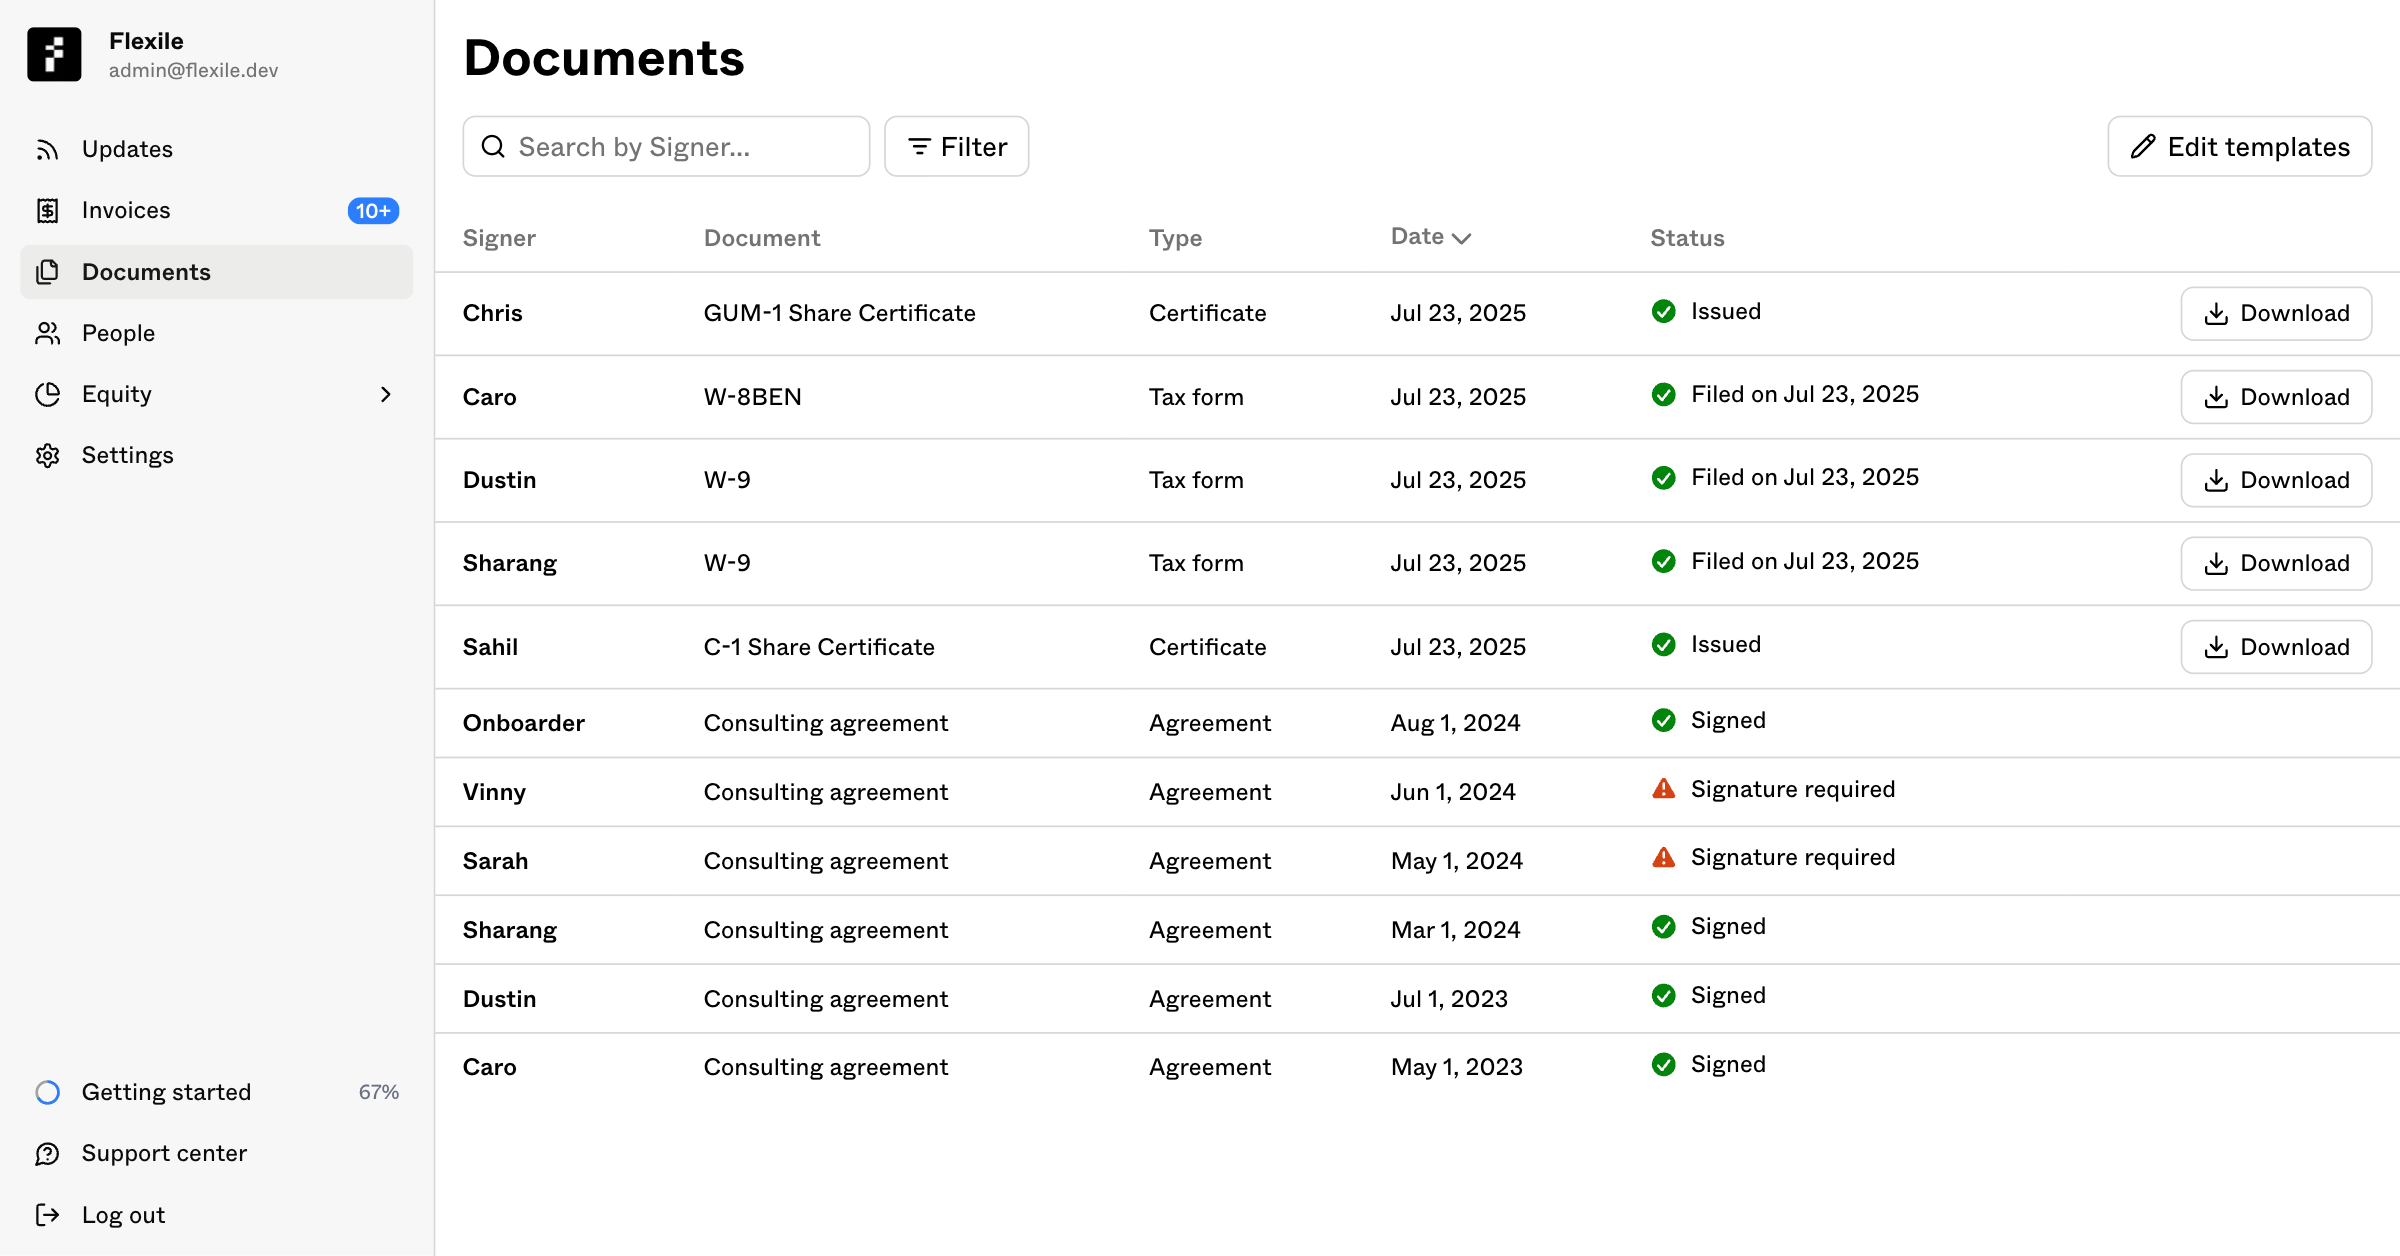 Flexile
admin@flexile.dev
Updates
Invoices 10+
Documents
People
Equity
Settings
Getting started 67%
Support center
Log out
Documents
Search by Signer... Filter Edit templates
Signer Document Type Date Status
Chris GUM-1 Share Certificate Certificate Jul 23, 2025 Issued Download
Caro W-8BEN Tax form Jul 23, 2025 Filed on Jul 23, 2025 Download
Dustin W-9 Tax form Jul 23, 2025 Filed on Jul 23, 2025 Download
Sharang W-9 Tax form Jul 23, 2025 Filed on Jul 23, 2025 Download
Sahil C-1 Share Certificate Certificate Jul 23, 2025 Issued Download
Onboarder Consulting agreement Agreement Aug 1, 2024 Signed
Vinny Consulting agreement Agreement Jun 1, 2024 Signature required
Sarah Consulting agreement Agreement May 1, 2024 Signature required
Sharang Consulting agreement Agreement Mar 1, 2024 Signed
Dustin Consulting agreement Agreement Jul 1, 2023 Signed
Caro Consulting agreement Agreement May 1, 2023 Signed